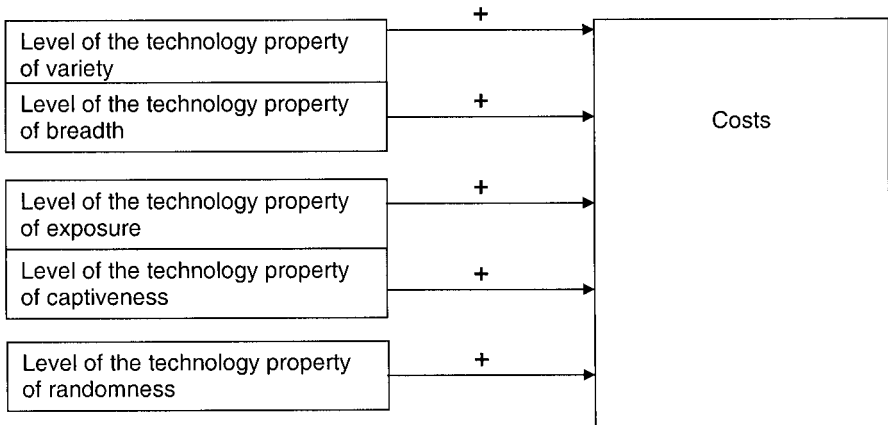 +
Level of the technology property
of variety
+
Level of the technology property
of breadth
Costs
+
Level of the technology property
of exposure
+
Level of the technology property
of captiveness
+
Level of the technology property
of randomness